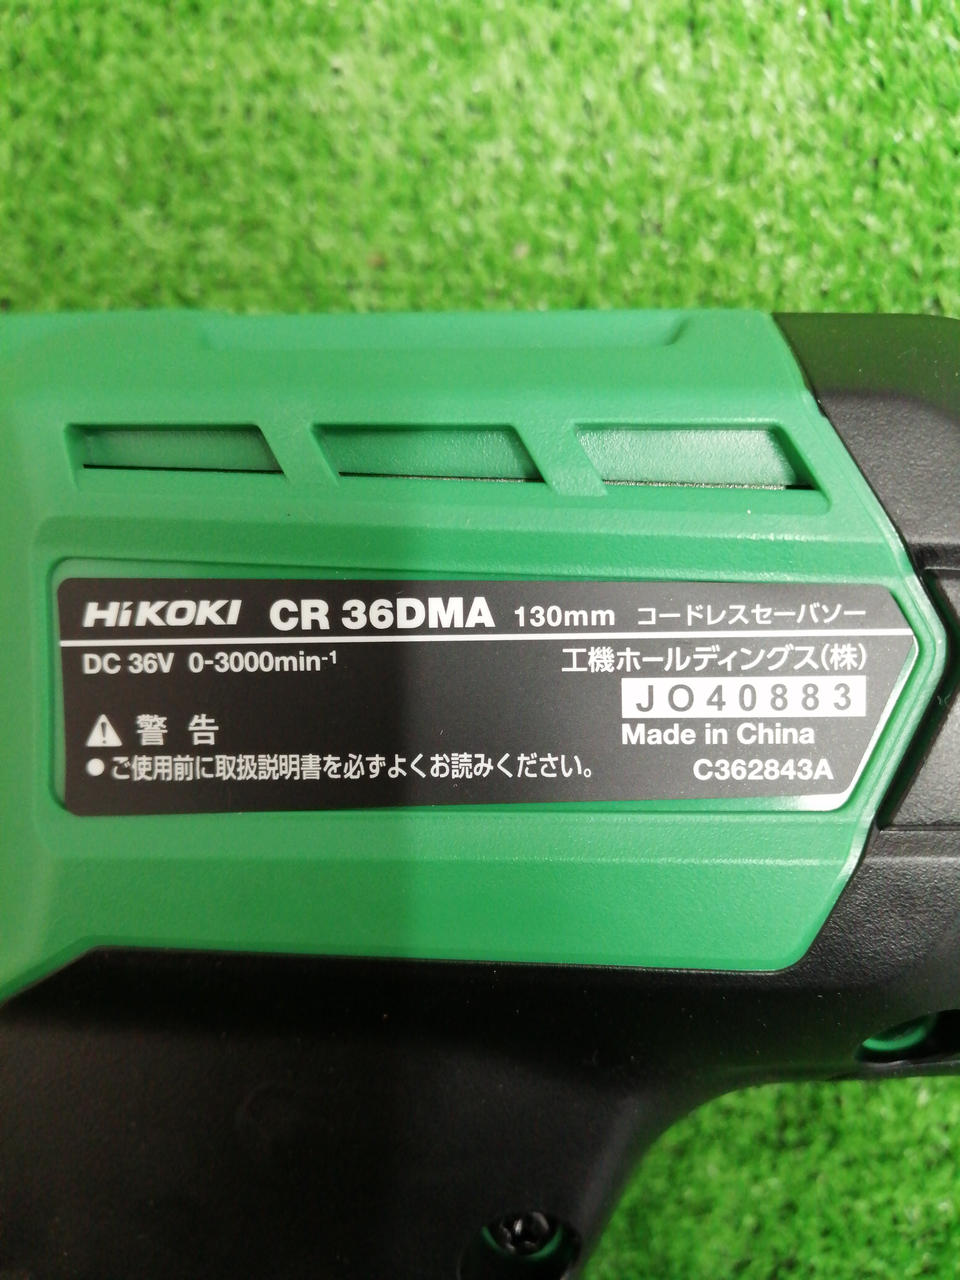 HiKOKI CR 36DMA 130mm コードレスセーバソー
DC 36V 0-3000min⁻¹ 工機ホールディングス(株)
JO40883
警告 Made in China
●ご使用前に取扱説明書を必ずよくお読みください。 C362843A